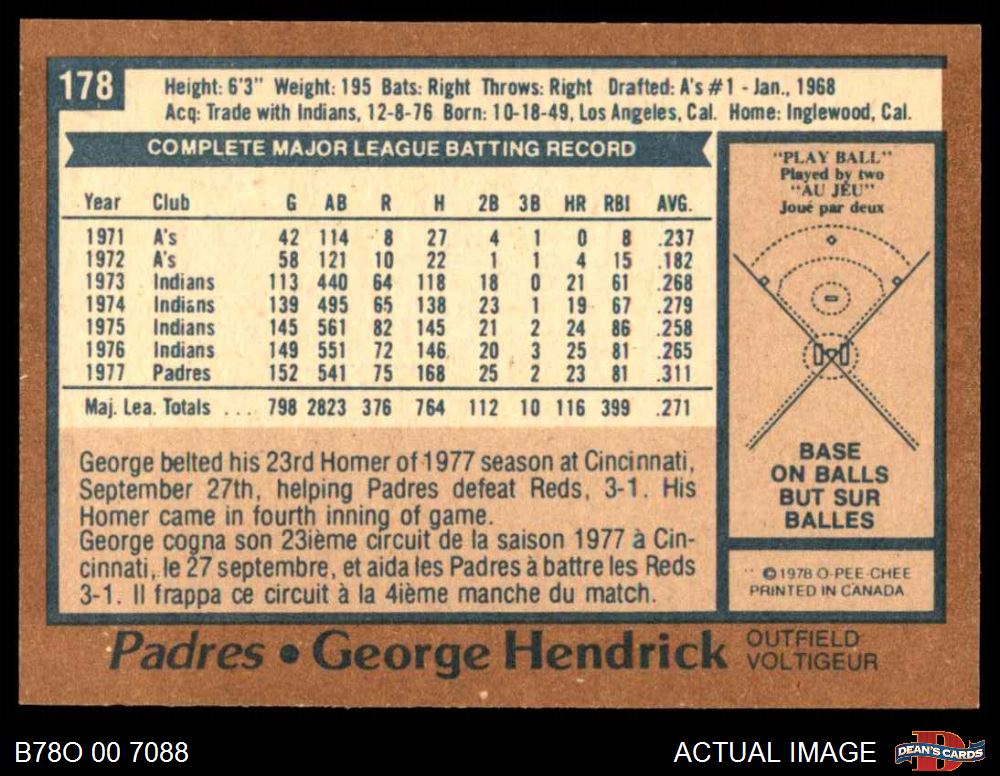 178
Height: 6'3" Weight: 195 Bats: Right Throws: Right Drafted: A's #1 - Jan., 1968
Acq: Trade with Indians, 12-8-76 Born: 10-18-49, Los Angeles, Cal. Home: Inglewood, Cal.
COMPLETE MAJOR LEAGUE BATTING RECORD
Year Club G AB R H 2B 3B HR RBI AVG.
1971 A's 42 114 8 27 4 1 0 8 .237
1972 A's 58 121 10 22 1 1 4 15 .182
1973 Indians 113 440 64 118 18 0 21 61 .268
1974 Indians 139 495 65 138 23 1 19 67 .279
1975 Indians 145 561 82 145 21 2 24 86 .258
1976 Indians 149 551 72 146 20 3 25 81 .265
1977 Padres 152 541 75 168 25 2 23 81 .311
Maj. Lea. Totals ... 798 2823 376 764 112 10 116 399 .271
George belted his 23rd Homer of 1977 season at Cincinnati,
September 27th, helping Padres defeat Reds, 3-1. His
Homer came in fourth inning of game.
George cogna son 23ième circuit de la saison 1977 à Cin-
cinnati, le 27 septembre, et aida les Padres à battre les Reds
3-1. Il frappa ce circuit à la 4ième manche du match.
"PLAY BALL"
Played by two
"AU JÉU"
Joué par deux
BASE
ON BALLS
BUT SUR
BALLES
© 1978 O-PEE-CHEE
PRINTED IN CANADA
Padres • George Hendrick
OUTFIELD
VOLTIGEUR
B78O 00 7088
ACTUAL IMAGE
DEAN'S CARDS